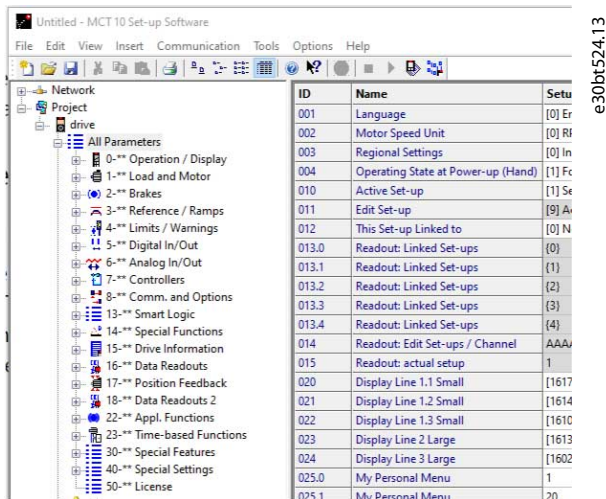 Untitled - MCT 10 Set-up Software
File Edit View Insert Communication Tools Options Help
Network
Project
drive
All Parameters
0-** Operation / Display
1-** Load and Motor
2-** Brakes
3-** Reference / Ramps
4-** Limits / Warnings
5-** Digital In/Out
6-** Analog In/Out
7-** Controllers
8-** Comm. and Options
13-** Smart Logic
14-** Special Functions
15-** Drive Information
16-** Data Readouts
17-** Position Feedback
18-** Data Readouts 2
22-** Appl. Functions
23-** Time-based Functions
30-** Special Features
40-** Special Settings
50-** License
ID Name Setu
001 Language [0] Er
002 Motor Speed Unit [0] RP
003 Regional Settings [0] In
004 Operating State at Power-up (Hand) [1] Fo
010 Active Set-up [1] Se
011 Edit Set-up [9] A
012 This Set-up Linked to [0] N
013.0 Readout: Linked Set-ups {0}
013.1 Readout: Linked Set-ups {1}
013.2 Readout: Linked Set-ups {2}
013.3 Readout: Linked Set-ups {3}
013.4 Readout: Linked Set-ups {4}
014 Readout: Edit Set-ups / Channel AAAA
015 Readout: actual setup 1
020 Display Line 1.1 Small [1617
021 Display Line 1.2 Small [1614
022 Display Line 1.3 Small [1610
023 Display Line 2 Large [1613
024 Display Line 3 Large [1602
025.0 My Personal Menu 1
025.1 My Personal Menu 20
e30bt524.13